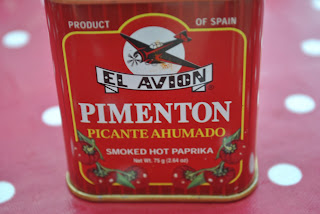 PRODUCT OF SPAIN
EL AVION
PIMENTON
PICANTE AHUMADO
SMOKED HOT PAPRIKA
Net Wt. 75 g (2.64 oz)